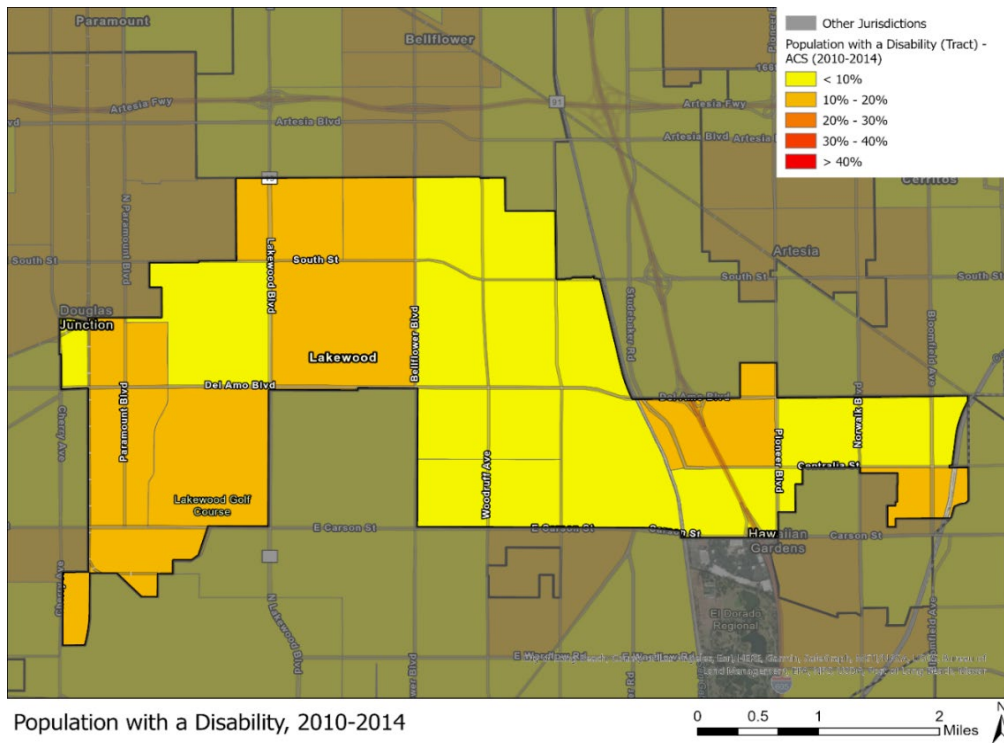 Paramount
Bellflower
Other Jurisdictions
Population with a Disability (Tract) -
ACS (2010-2014)
< 10%
10% - 20%
20% - 30%
30% - 40%
> 40%
Artesia Fwy
91
Artesia Fwy
Artesia Blvd
Artesia Blvd
Artesia
Cerritos
N Paramount Blvd
Lakewood Blvd
South St
South St
South St
South St
Artesia
Studebaker Rd
Bloomfield Ave
Douglas
Junction
Bellflower Blvd
Lakewood
Del Amo Blvd
Del Amo Blvd
Paramount Blvd
Cherry Ave
Norwalk Blvd
Pioneer Blvd
Centralia St
Woodruff Ave
Lakewood Golf
Course
E Carson St
E Carson St
Carson St
Carson St
Hawaiian
Gardens
Cherry Ave
N Lakewood Blvd
El Dorado
Regional
Population with a Disability, 2010-2014
0 0.5 1 2
Miles
N